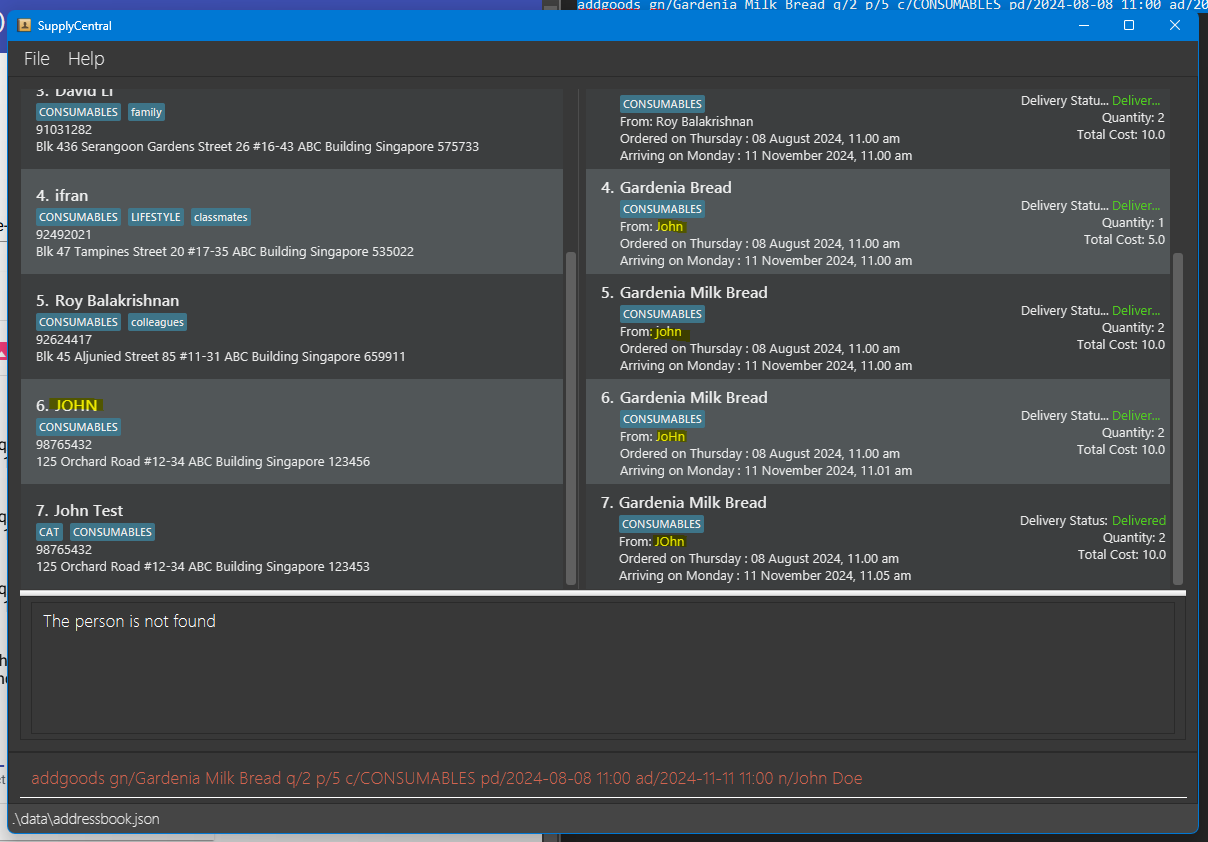 addgoods gn/Gardenia Milk Bread q/2 p/5 c/CONSUMABLES pd/2024-08-08 11:00 ad/20
SupplyCentral
File Help
3. David Li
CONSUMABLES family
91031282
Blk 436 Serangoon Gardens Street 26 #16-43 ABC Building Singapore 575733
4. ifran
CONSUMABLES LIFESTYLE classmates
92492021
Blk 47 Tampines Street 20 #17-35 ABC Building Singapore 535022
5. Roy Balakrishnan
CONSUMABLES colleagues
92624417
Blk 45 Aljunied Street 85 #11-31 ABC Building Singapore 659911
6. JOHN
CONSUMABLES
98765432
125 Orchard Road #12-34 ABC Building Singapore 123456
7. John Test
CAT CONSUMABLES
98765432
125 Orchard Road #12-34 ABC Building Singapore 123453
CONSUMABLES
From: Roy Balakrishnan
Ordered on Thursday : 08 August 2024, 11.00 am
Arriving on Monday : 11 November 2024, 11.00 am
Delivery Statu... Deliver...
Quantity: 2
Total Cost: 10.0
4. Gardenia Bread
CONSUMABLES
From: John
Ordered on Thursday : 08 August 2024, 11.00 am
Arriving on Monday : 11 November 2024, 11.00 am
Delivery Statu... Deliver...
Quantity: 1
Total Cost: 5.0
5. Gardenia Milk Bread
CONSUMABLES
From: john
Ordered on Thursday : 08 August 2024, 11.00 am
Arriving on Monday : 11 November 2024, 11.00 am
Delivery Statu... Deliver...
Quantity: 2
Total Cost: 10.0
6. Gardenia Milk Bread
CONSUMABLES
From: JoHn
Ordered on Thursday : 08 August 2024, 11.00 am
Arriving on Monday : 11 November 2024, 11.01 am
Delivery Statu... Deliver...
Quantity: 2
Total Cost: 10.0
7. Gardenia Milk Bread
CONSUMABLES
From: JOhn
Ordered on Thursday : 08 August 2024, 11.00 am
Arriving on Monday : 11 November 2024, 11.05 am
Delivery Status: Delivered
Quantity: 2
Total Cost: 10.0
The person is not found
addgoods gn/Gardenia Milk Bread q/2 p/5 c/CONSUMABLES pd/2024-08-08 11:00 ad/2024-11-11 11:00 n/John Doe
.\data\addressbook.json